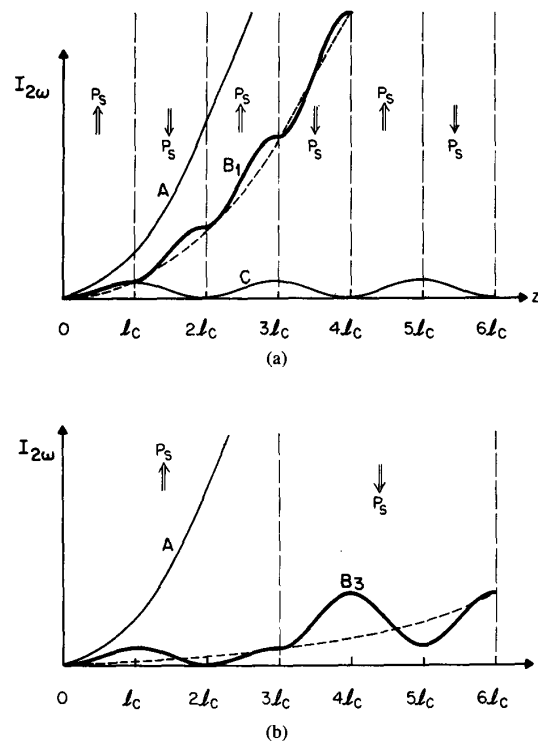 I2ω
Ps ⇑ Ps ⇓ Ps ⇑ Ps ⇓ Ps ⇑ Ps ⇓
A B1 C
0 ℓc 2ℓc 3ℓc 4ℓc 5ℓc 6ℓc z
(a)
I2ω
Ps ⇑ Ps ⇓
A B3
0 ℓc 2ℓc 3ℓc 4ℓc 5ℓc 6ℓc
(b)